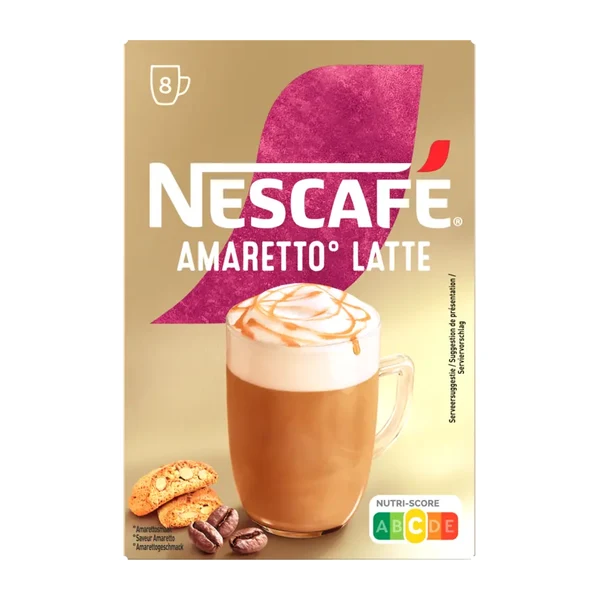 8
NESCAFÉ®
AMARETTO° LATTE
Serveersuggestie / Suggestion de présentation /
Serviervorschlag
NUTRI-SCORE
A B C D E
°Amarettosmaak
°Saveur Amaretto
°Amarettogeschmack